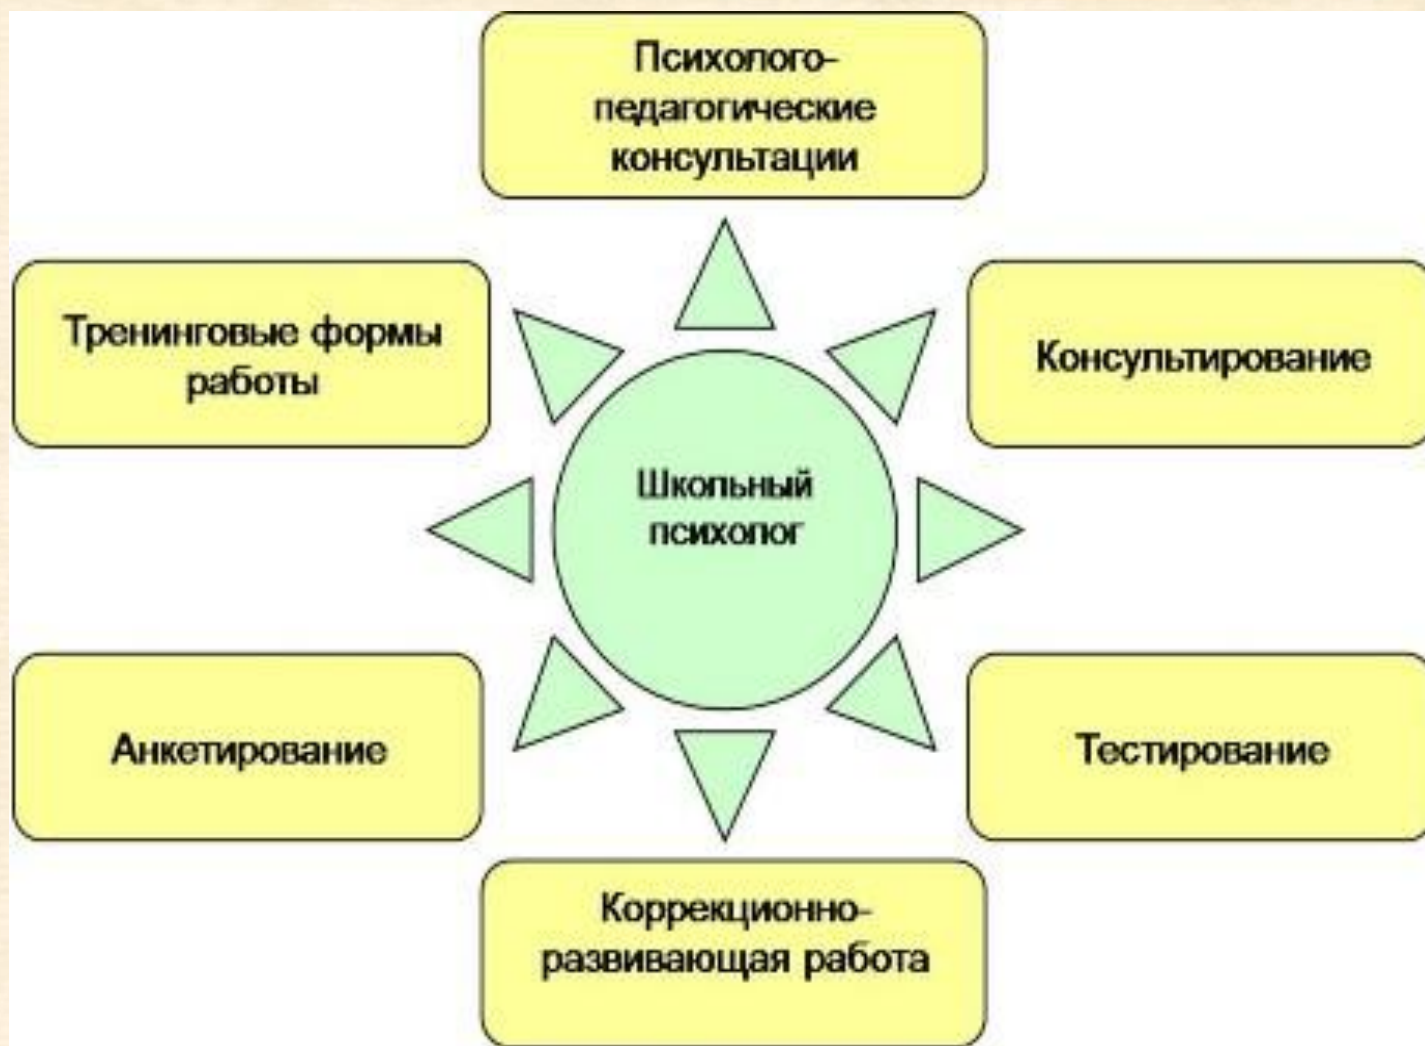 Психолого-
педагогические
консультации
Тренинговые формы
работы
Консультирование
Школьный
психолог
Анкетирование
Тестирование
Коррекционно-
развивающая работа